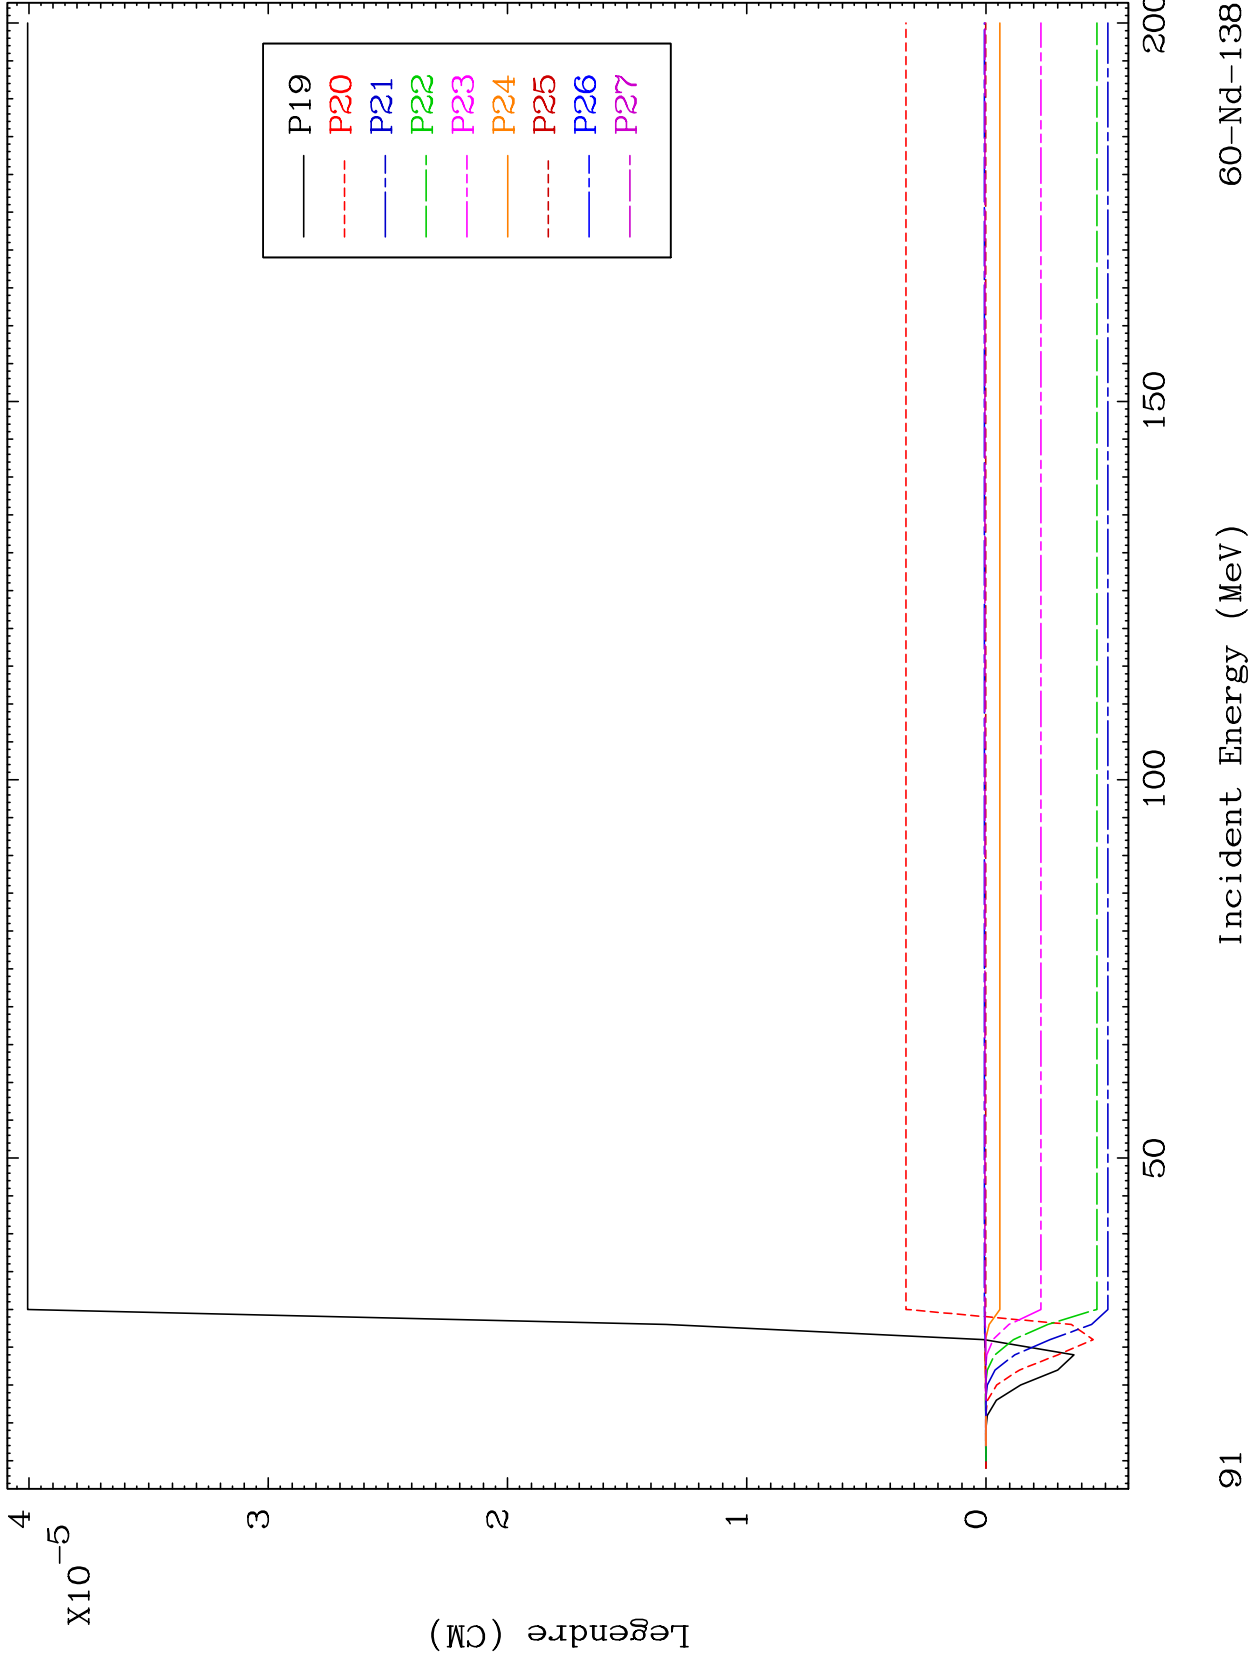 X10
-5
4
3
2
1
0
Legendre (CM)
P19
P20
P21
P22
P23
P24
P25
P26
P27
50
100
150
200
Incident Energy (MeV)
91
60-Nd-138